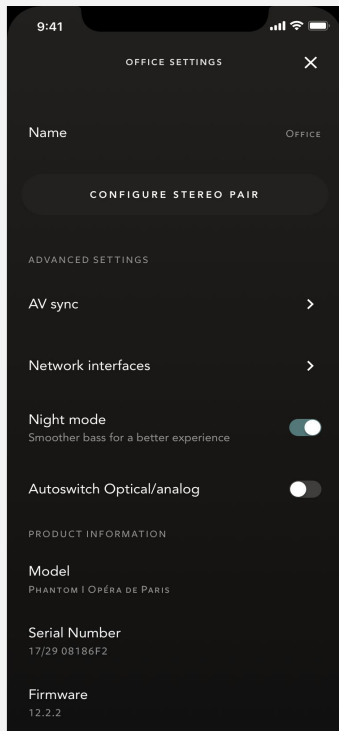 9:41
OFFICE SETTINGS
Name
OFFICE
CONFIGURE STEREO PAIR
ADVANCED SETTINGS
AV sync
Network interfaces
Night mode
Smoother bass for a better experience
Autoswitch Optical/analog
PRODUCT INFORMATION
Model
PHANTOM I OPÉRA DE PARIS
Serial Number
17/29 08186F2
Firmware
12.2.2